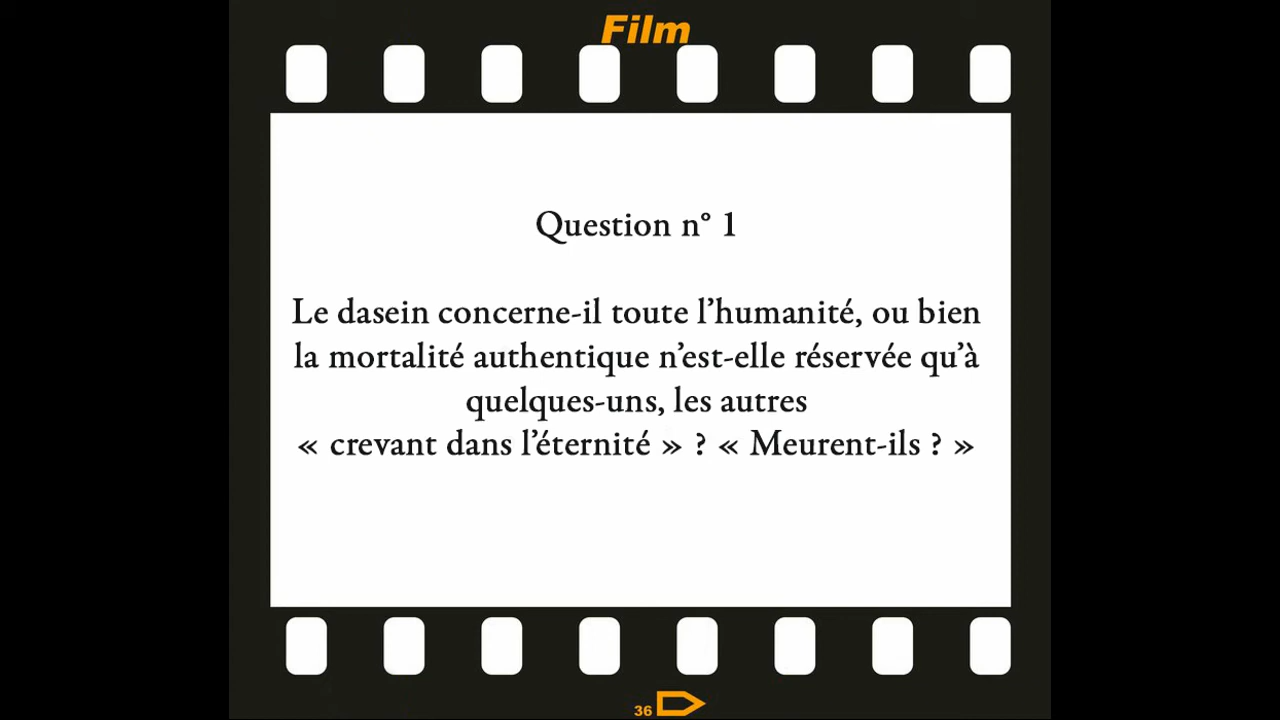 Film
Question n° 1
Le dasein concerne-il toute l’humanité, ou bien
la mortalité authentique n’est-elle réservée qu’à
quelques-uns, les autres
« crevant dans l’éternité » ? « Meurent-ils ? »
36